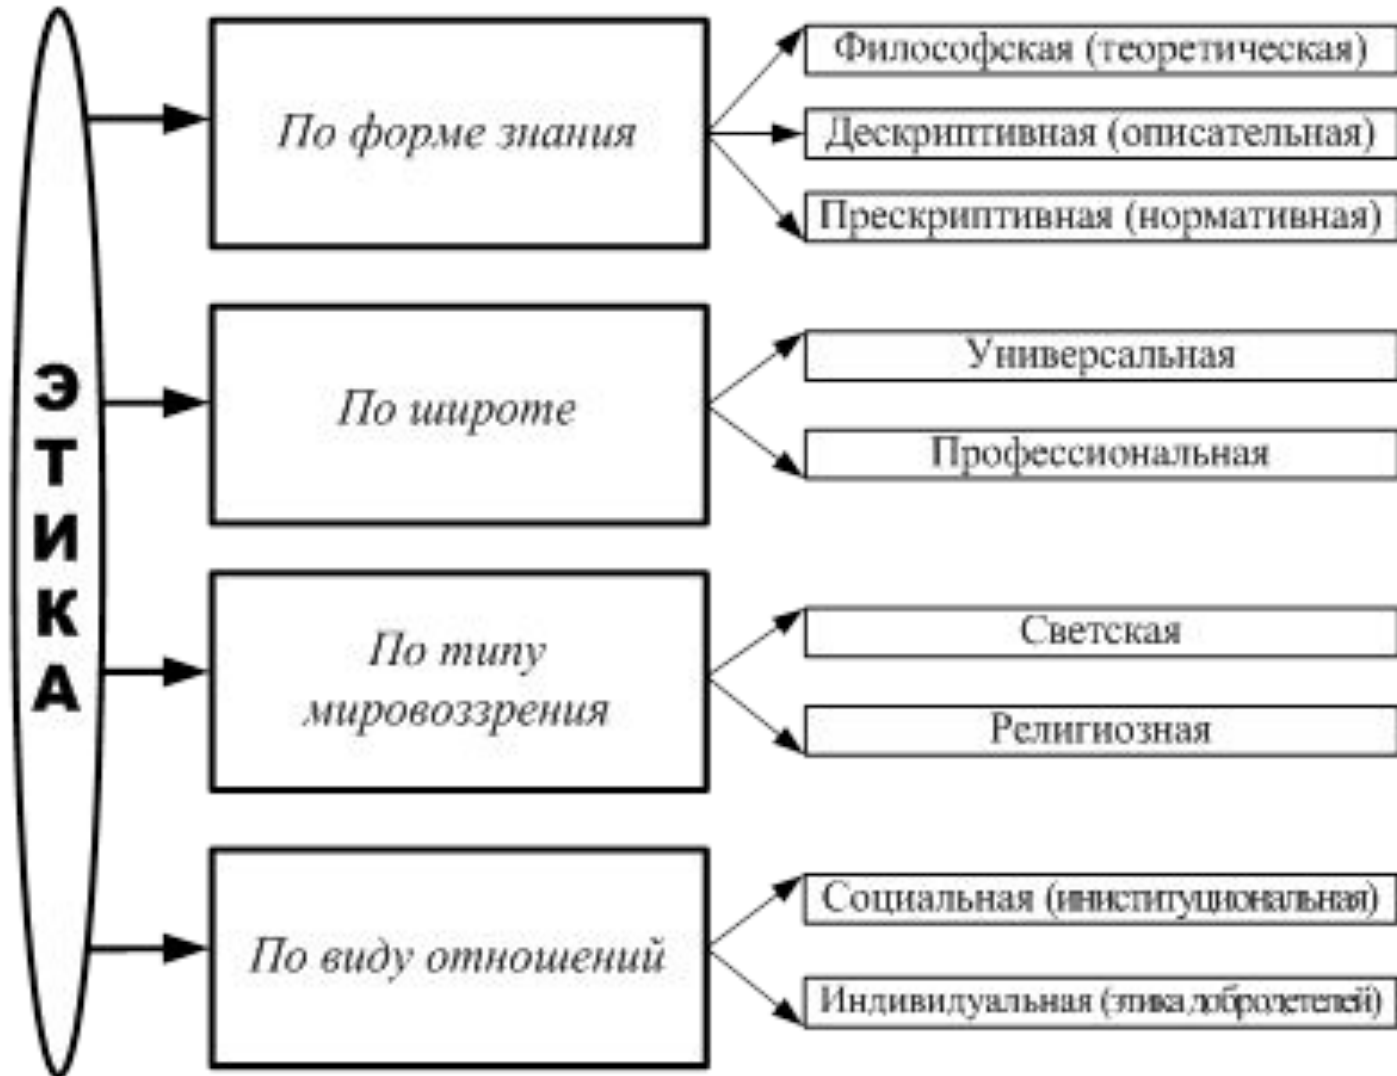 ЭТИКА
По форме знания
Философская (теоретическая)
Дескриптивная (описательная)
Прескриптивная (нормативная)
По широте
Универсальная
Профессиональная
По типу
мировоззрения
Светская
Религиозная
По виду отношений
Социальная (иниституциональная)
Индивидуальная (этика добродетелей)